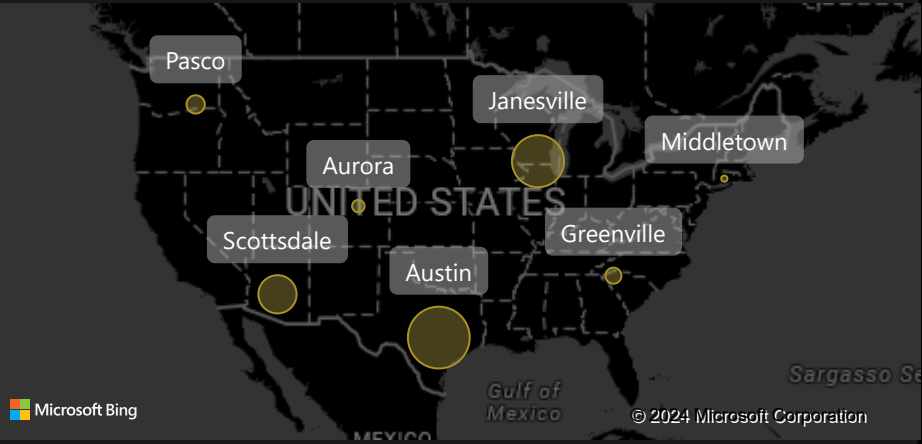 Pasco
Janesville
Middletown
Aurora
UNITED STATES
Scottsdale
Greenville
Austin
Sargasso Se
Gulf of
Mexico
Microsoft Bing
© 2024 Microsoft Corporation
MEXICO